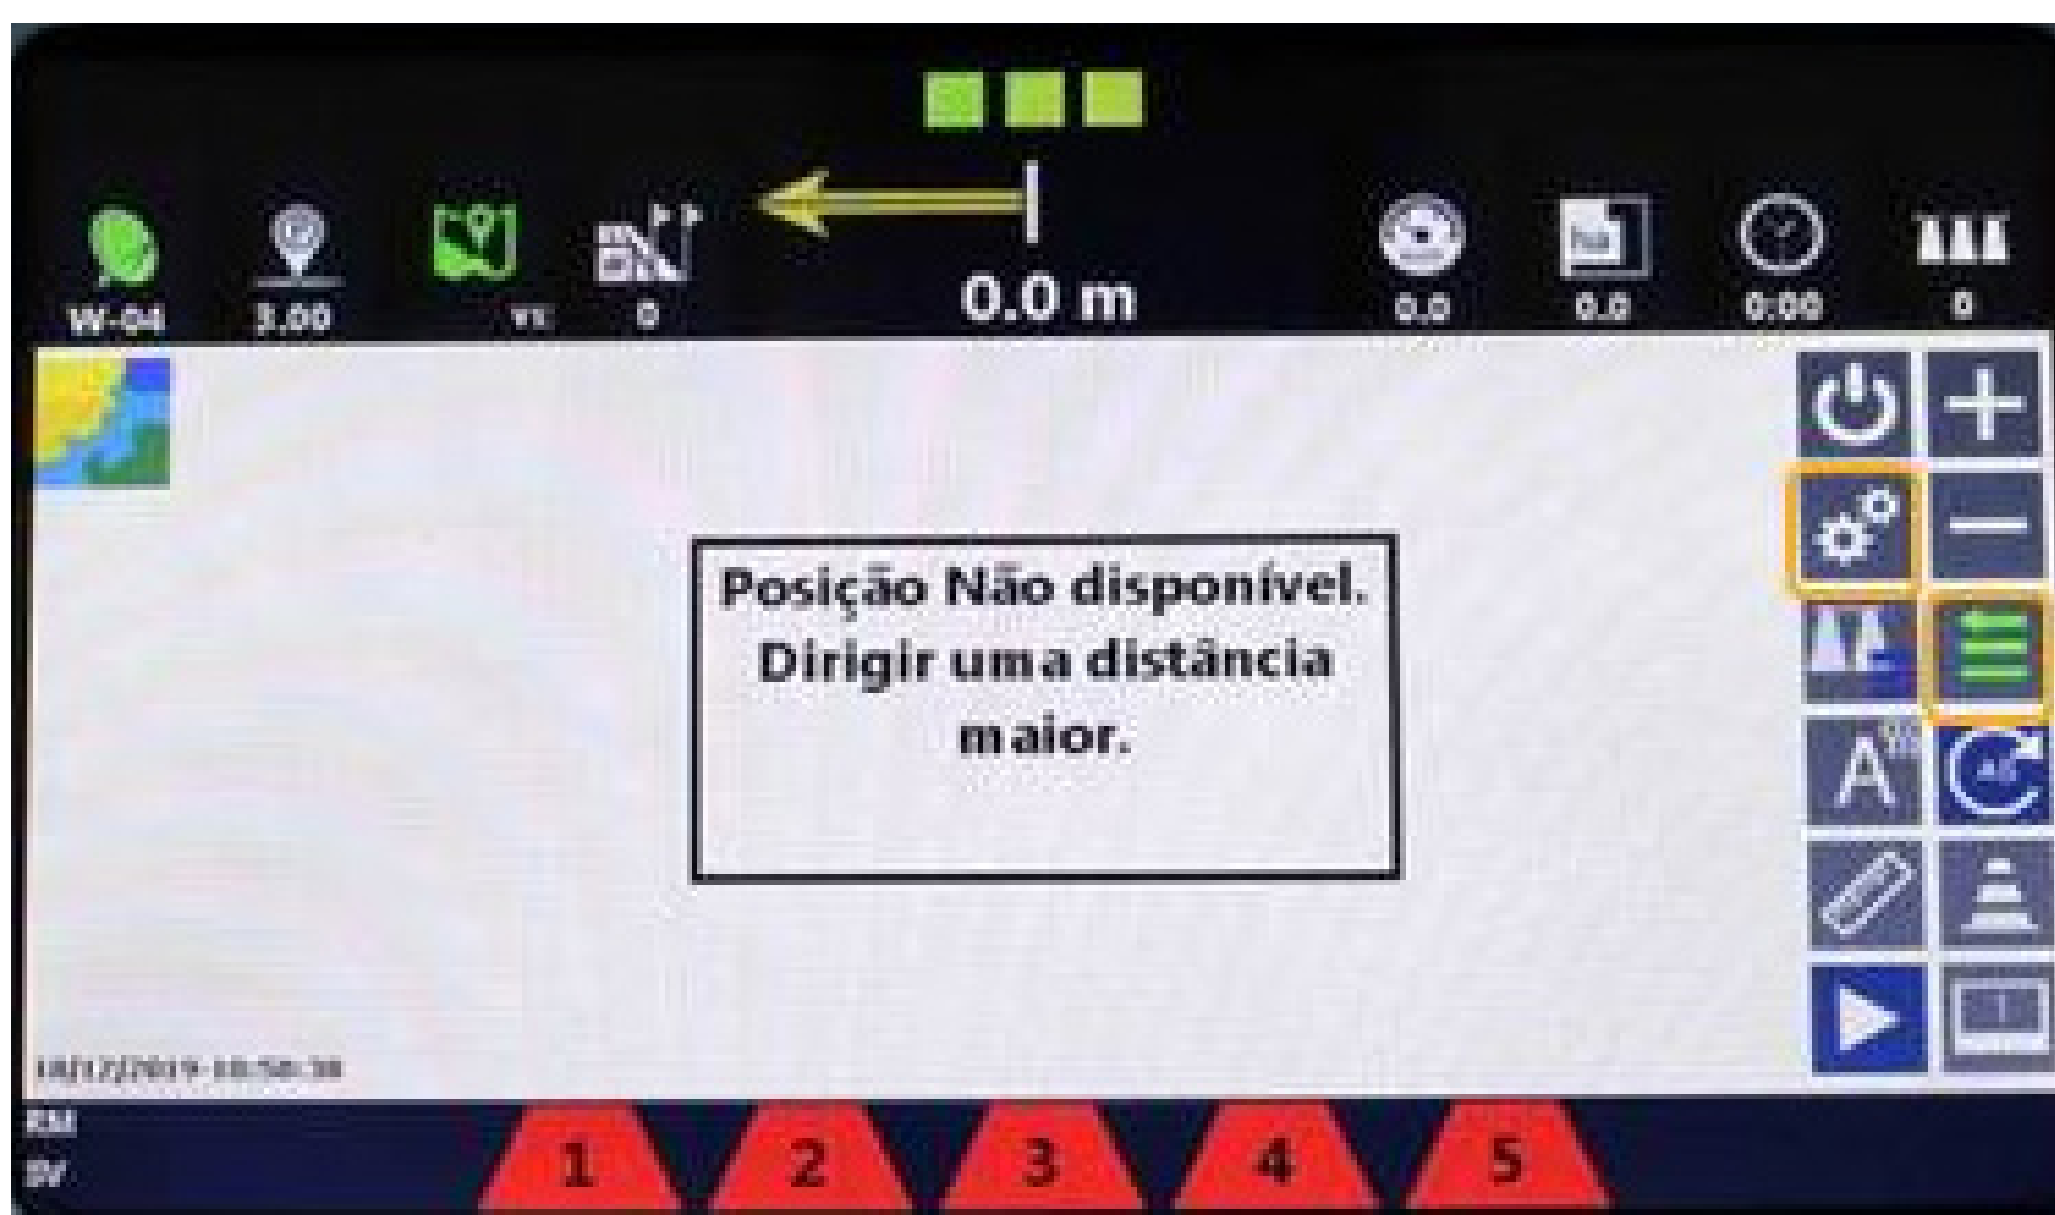 W-04
3.00
0
0.0 m
0.0
0.0
0:00
0
ha
Posição Não disponível.
Dirigir uma distância
maior.
A
1 2 3 4 5